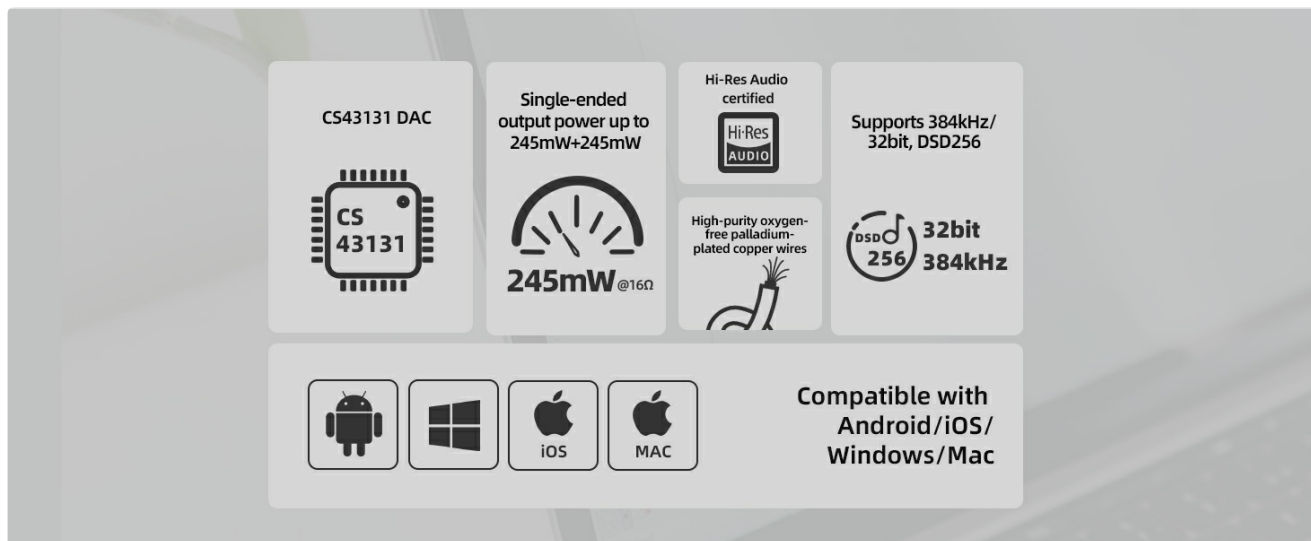 CS43131 DAC
CS
43131
Single-ended
output power up to
245mW+245mW
245mW @16Ω
Hi-Res Audio
certified
Hi-Res
AUDIO
High-purity oxygen-
free palladium-
plated copper wires
Supports 384kHz/
32bit, DSD256
DSD
256
32bit
384kHz
iOS
MAC
Compatible with
Android/iOS/
Windows/Mac